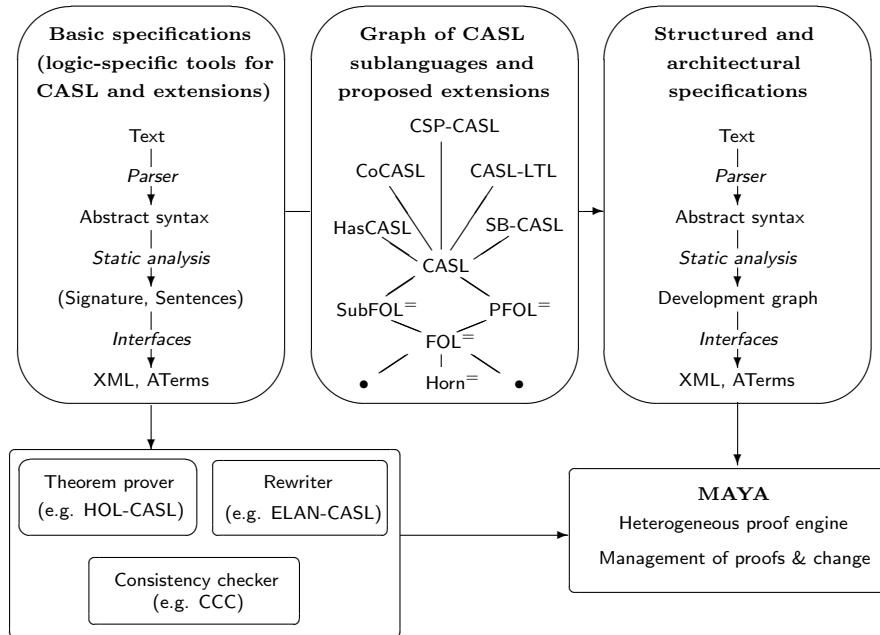 Basic specifications
(logic-specific tools for
CASL and extensions)
Text
Parser
Abstract syntax
Static analysis
(Signature, Sentences)
Interfaces
XML, ATerms
Graph of CASL
sublanguages and
proposed extensions
CSP-CASL
CoCASL CASL-LTL
HasCASL SB-CASL
CASL
SubFOL= PFOL=
FOL=
Horn=
Structured and
architectural
specifications
Text
Parser
Abstract syntax
Static analysis
Development graph
Interfaces
XML, ATerms
Theorem prover
(e.g. HOL-CASL)
Rewriter
(e.g. ELAN-CASL)
Consistency checker
(e.g. CCC)
MAYA
Heterogeneous proof engine
Management of proofs & change